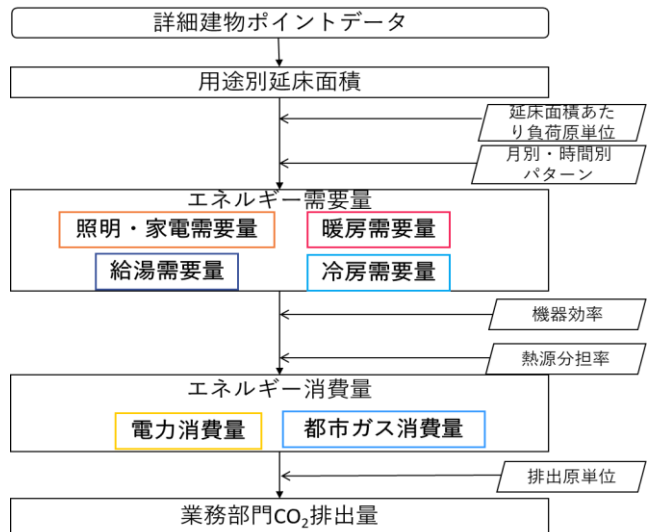 詳細建物ポイントデータ
用途別延床面積
延床面積あた
り負荷原単位
月別・時間別
パターン
エネルギー需要量
照明・家電需要量
暖房需要量
給湯需要量
冷房需要量
機器効率
熱源分担率
エネルギー消費量
電力消費量
都市ガス消費量
排出原単位
業務部門CO₂排出量